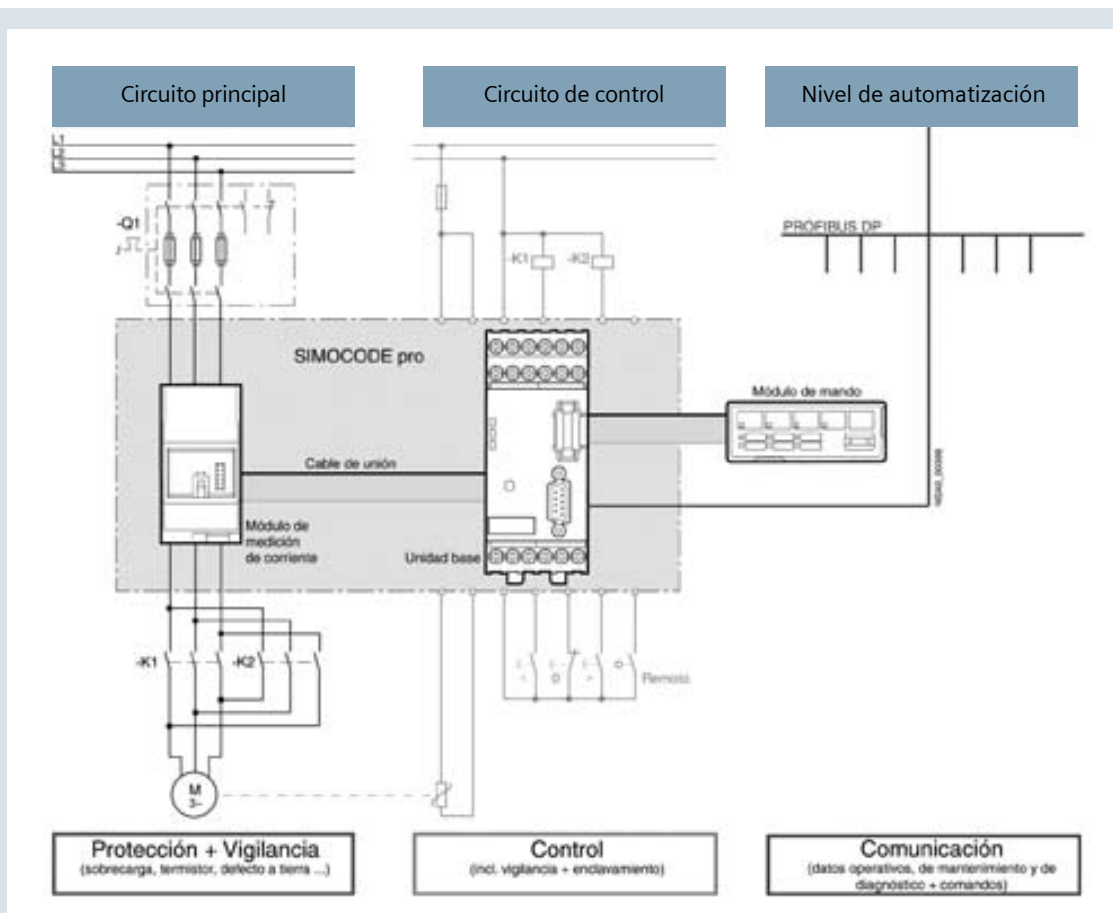 Circuito principal
Circuito de control
Nivel de automatización
L1
L2
L3
-Q1
-K1
-K2
PROFIBUS DP
SIMOCODE pro
Módulo de mando
Cable de unión
Módulo de
medición
de corriente
Unidad base
-K1
-K2
M
3~
Protección + Vigilancia
(sobrecarga, termistor, defecto a tierra ...)
Control
(incl. vigilancia + enclavamiento)
Comunicación
(datos operativos, de mantenimiento y de
diagnóstico + comandos)